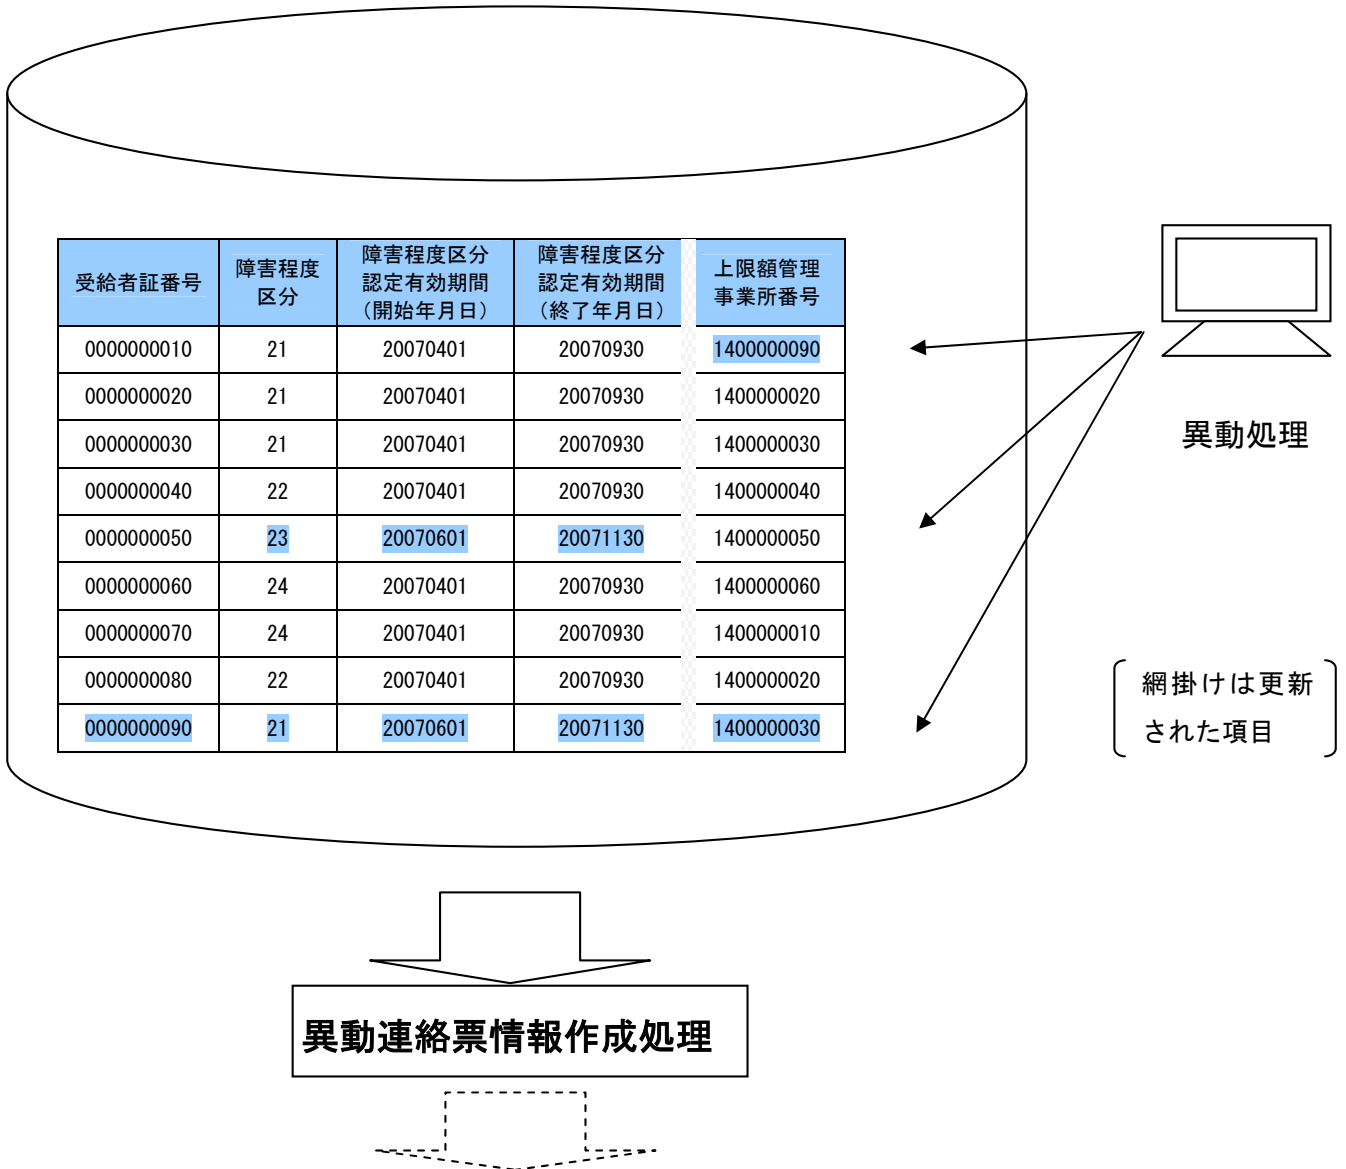 受給者証番号 障害程度区分 障害程度区分認定有効期間(開始年月日) 障害程度区分認定有効期間(終了年月日) 上限額管理事業所番号
0000000010 21 20070401 20070930 1400000090
0000000020 21 20070401 20070930 1400000020
0000000030 21 20070401 20070930 1400000030
0000000040 22 20070401 20070930 1400000040
0000000050 23 20070601 20071130 1400000050
0000000060 24 20070401 20070930 1400000060
0000000070 24 20070401 20070930 1400000010
0000000080 22 20070401 20070930 1400000020
0000000090 21 20070601 20071130 1400000030
異動処理
網掛けは更新
された項目
異動連絡票情報作成処理